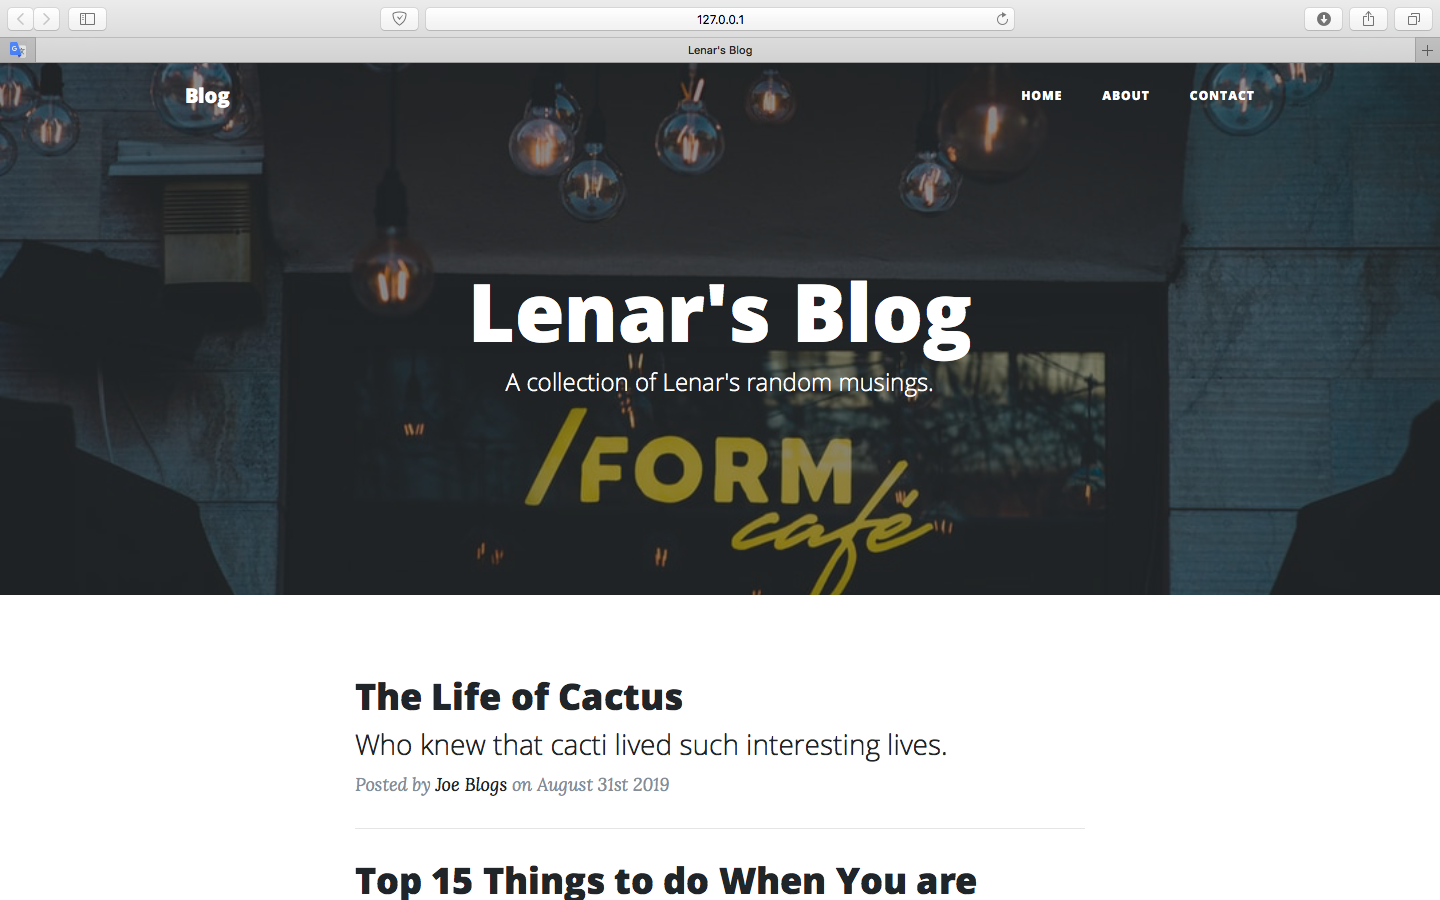 127.0.0.1
Lenar's Blog
Blog
HOME ABOUT CONTACT
Lenar's Blog
A collection of Lenar's random musings.
/FORM
café
The Life of Cactus
Who knew that cacti lived such interesting lives.
Posted by Joe Blogs on August 31st 2019
Top 15 Things to do When You are